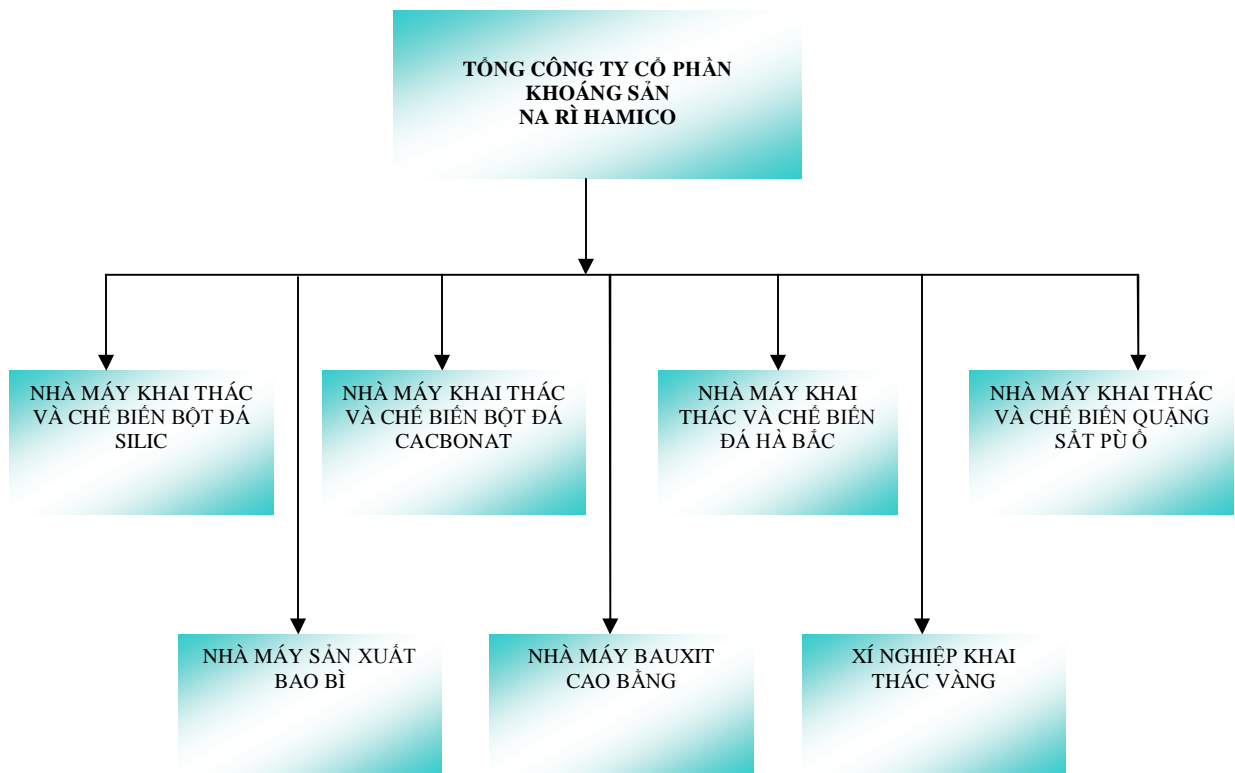 TỔNG CÔNG TY CỔ PHẦN
KHOÁNG SẢN
NA RÌ HAMICO
NHÀ MÁY KHAI THÁC
VÀ CHẾ BIẾN BỘT ĐÁ
SILIC
NHÀ MÁY KHAI THÁC
VÀ CHẾ BIẾN BỘT ĐÁ
CACBONAT
NHÀ MÁY KHAI
THÁC VÀ CHẾ BIẾN
ĐÁ HÀ BẮC
NHÀ MÁY KHAI THÁC
VÀ CHẾ BIẾN QUẶNG
SẮT PÙ Ổ
NHÀ MÁY SẢN XUẤT
BAO BÌ
NHÀ MÁY BAUXIT
CAO BẰNG
XÍ NGHIỆP KHAI
THÁC VÀNG